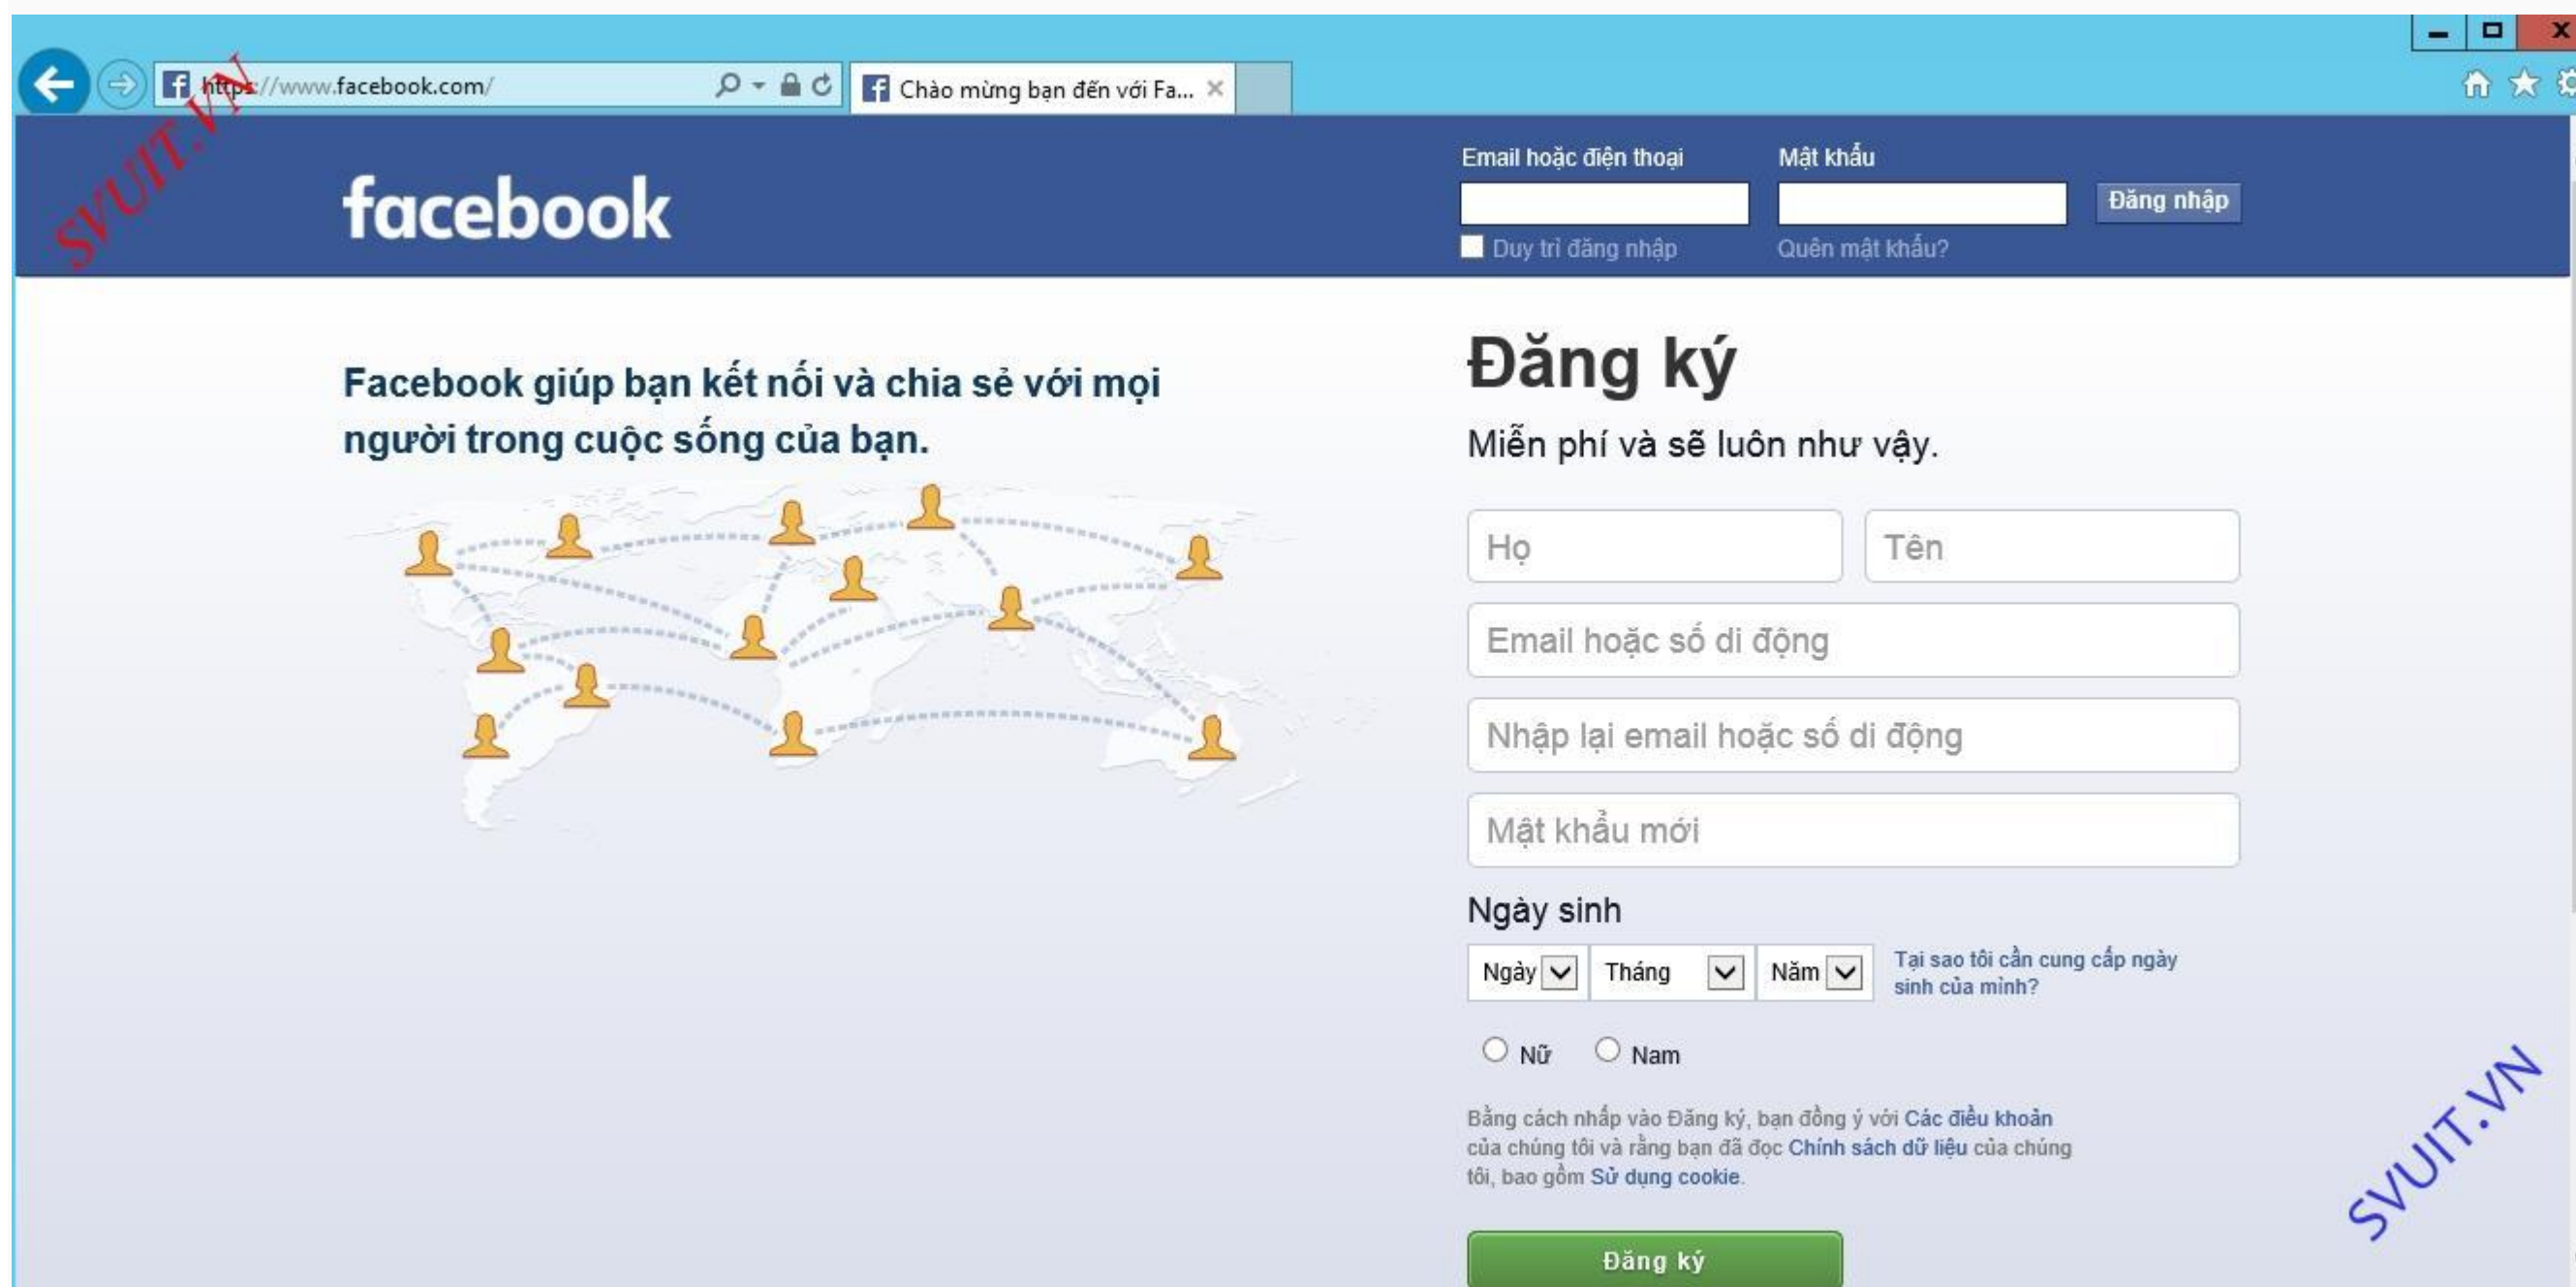 https://www.facebook.com/
Chào mừng bạn đến với Fa...
SVUIT.VN
facebook
Email hoặc điện thoại
Mật khẩu
Đăng nhập
Duy trì đăng nhập
Quên mật khẩu?
Facebook giúp bạn kết nối và chia sẻ với mọi
người trong cuộc sống của bạn.
Đăng ký
Miễn phí và sẽ luôn như vậy.
Họ
Tên
Email hoặc số di động
Nhập lại email hoặc số di động
Mật khẩu mới
Ngày sinh
Ngày
Tháng
Năm
Tại sao tôi cần cung cấp ngày
sinh của mình?
Nữ
Nam
Bằng cách nhấp vào Đăng ký, bạn đồng ý với Các điều khoản
của chúng tôi và rằng bạn đã đọc Chính sách dữ liệu của chúng
tôi, bao gồm Sử dụng cookie.
Đăng ký
SVUIT.VN